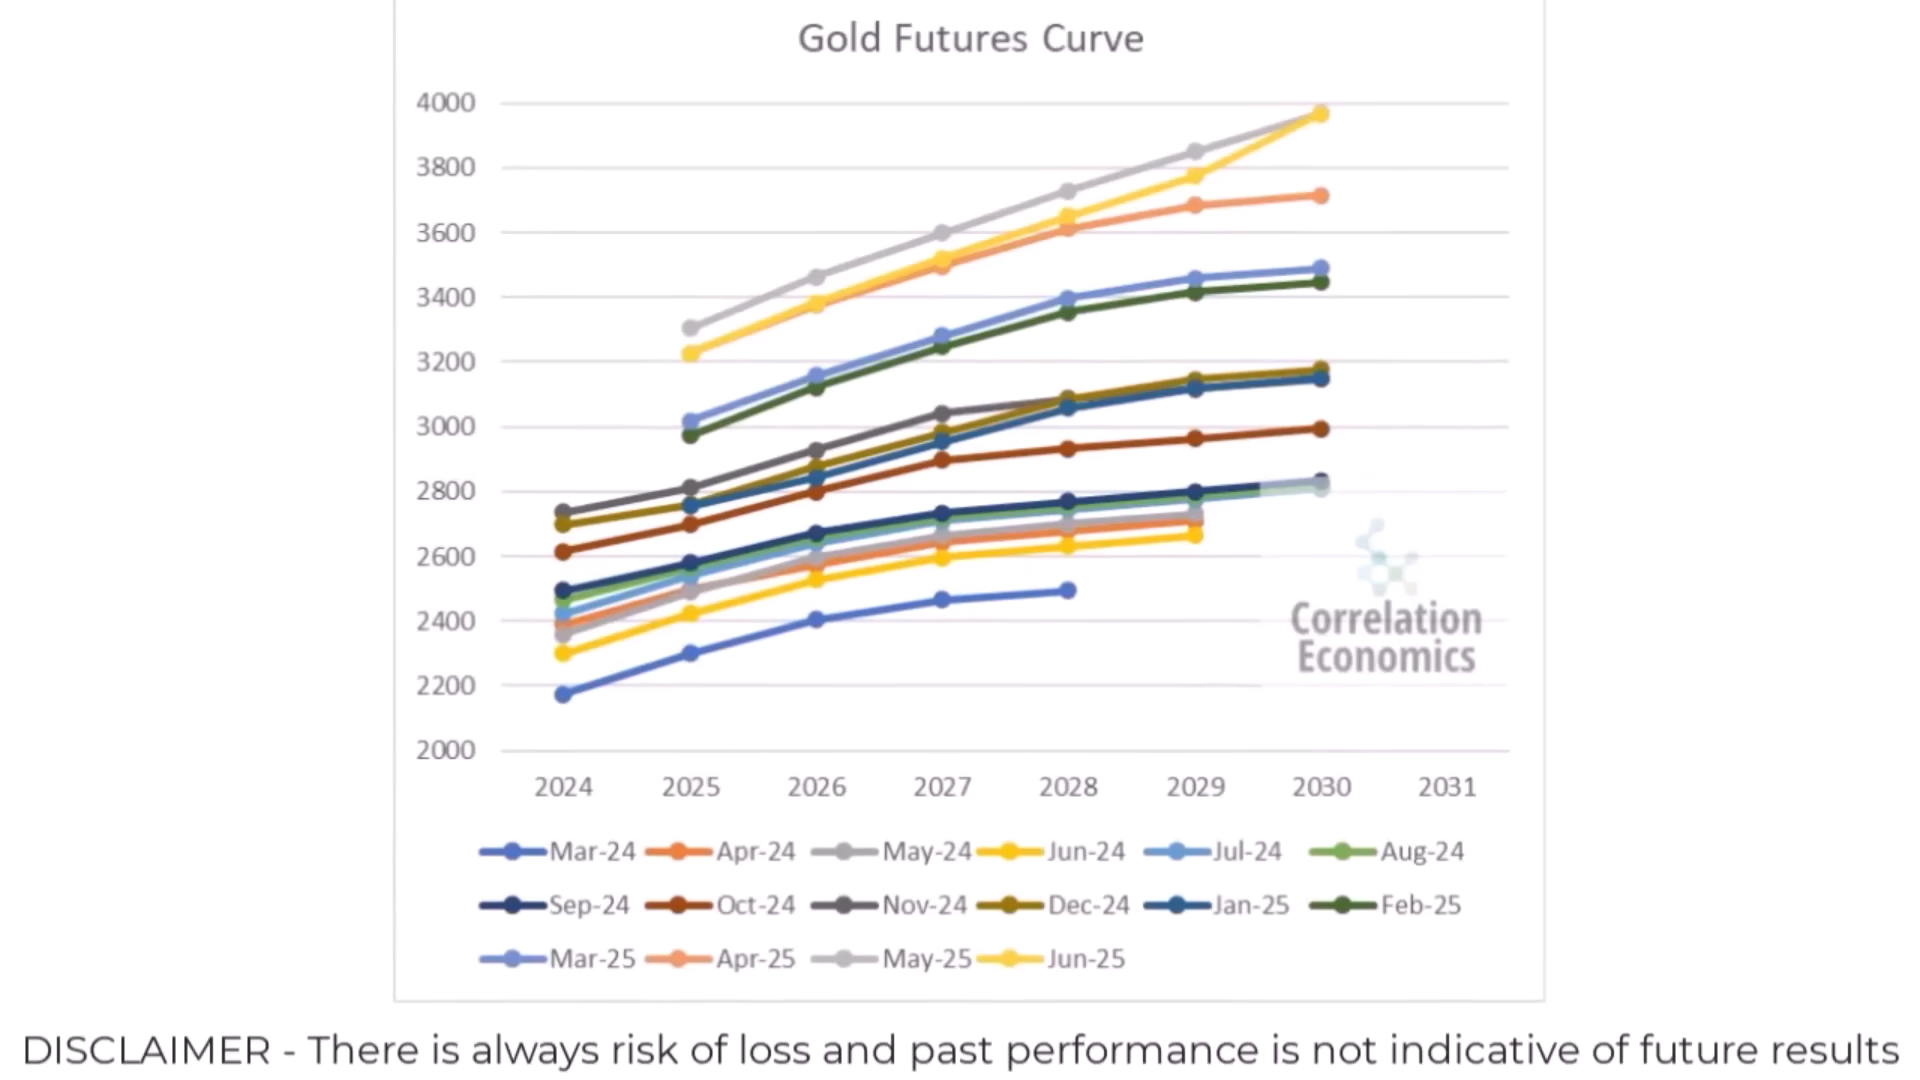 Gold Futures Curve
4000
3800
3600
3400
3200
3000
2800
2600
2400
2200
2000
2024 2025 2026 2027 2028 2029 2030 2031
Correlation
Economics
Mar-24 Apr-24 May-24 Jun-24 Jul-24 Aug-24
Sep-24 Oct-24 Nov-24 Dec-24 Jan-25 Feb-25
Mar-25 Apr-25 May-25 Jun-25
DISCLAIMER - There is always risk of loss and past performance is not indicative of future results